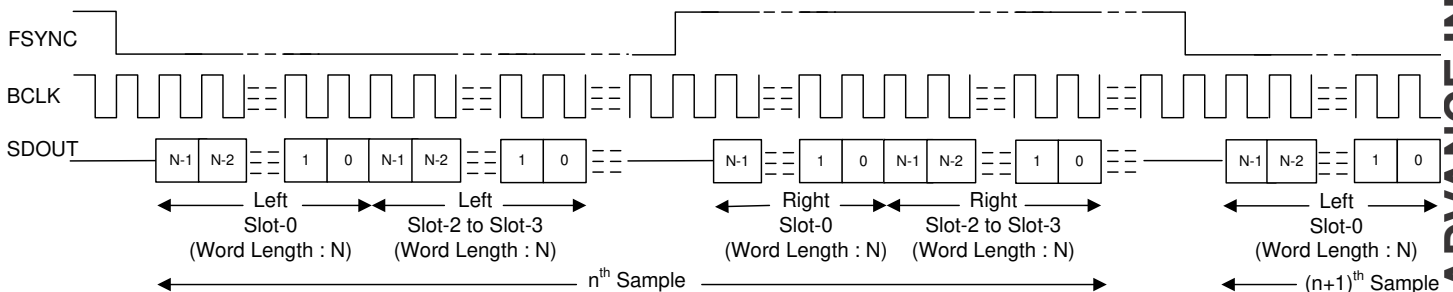 FSYNC
BCLK
SDOUT
N-1 N-2 1 0 N-1 N-2 1 0 N-1 1 0 N-1 N-2 1 0 N-1 N-2 1 0
Left Left Right Right Left
Slot-0 Slot-2 to Slot-3 Slot-0 Slot-2 to Slot-3 Slot-0
(Word Length : N) (Word Length : N) (Word Length : N) (Word Length : N) (Word Length : N)
nth Sample (n+1)th Sample